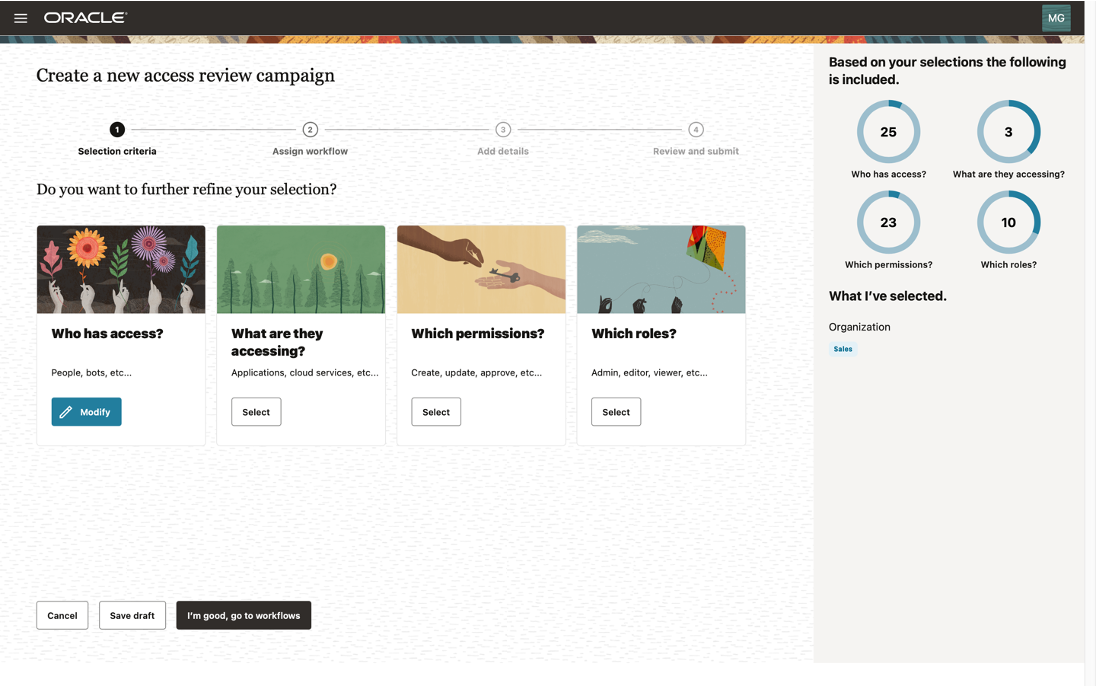 ORACLE
MG
Create a new access review campaign
1
2
3
4
Selection criteria
Assign workflow
Add details
Review and submit
Do you want to further refine your selection?
Who has access?
People, bots, etc...
Modify
What are they
accessing?
Applications, cloud services, etc...
Select
Which permissions?
Create, update, approve, etc...
Select
Which roles?
Admin, editor, viewer, etc...
Select
Cancel
Save draft
I'm good, go to workflows
Based on your selections the following
is included.
25
Who has access?
3
What are they accessing?
23
Which permissions?
10
Which roles?
What I've selected.
Organization
Sales